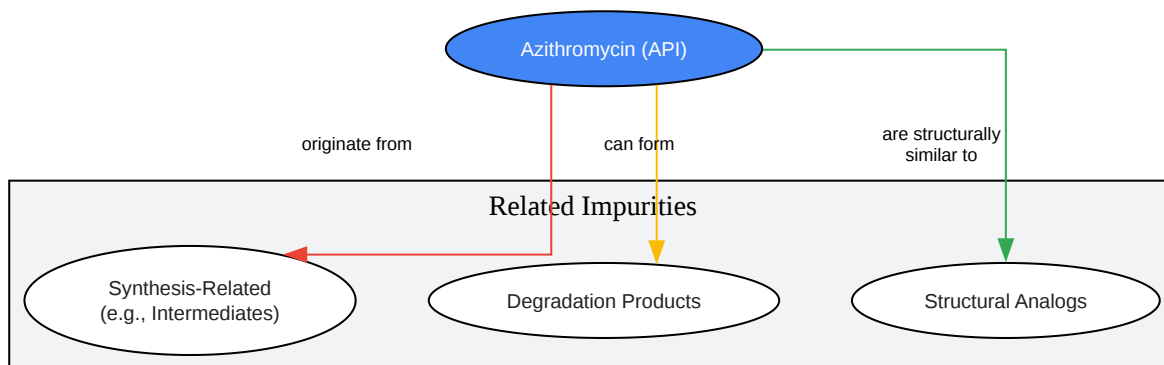 Azithromycin (API)
originate from
can form
are structurally
similar to
Related Impurities
Synthesis-Related
(e.g., Intermediates)
Degradation Products
Structural Analogs